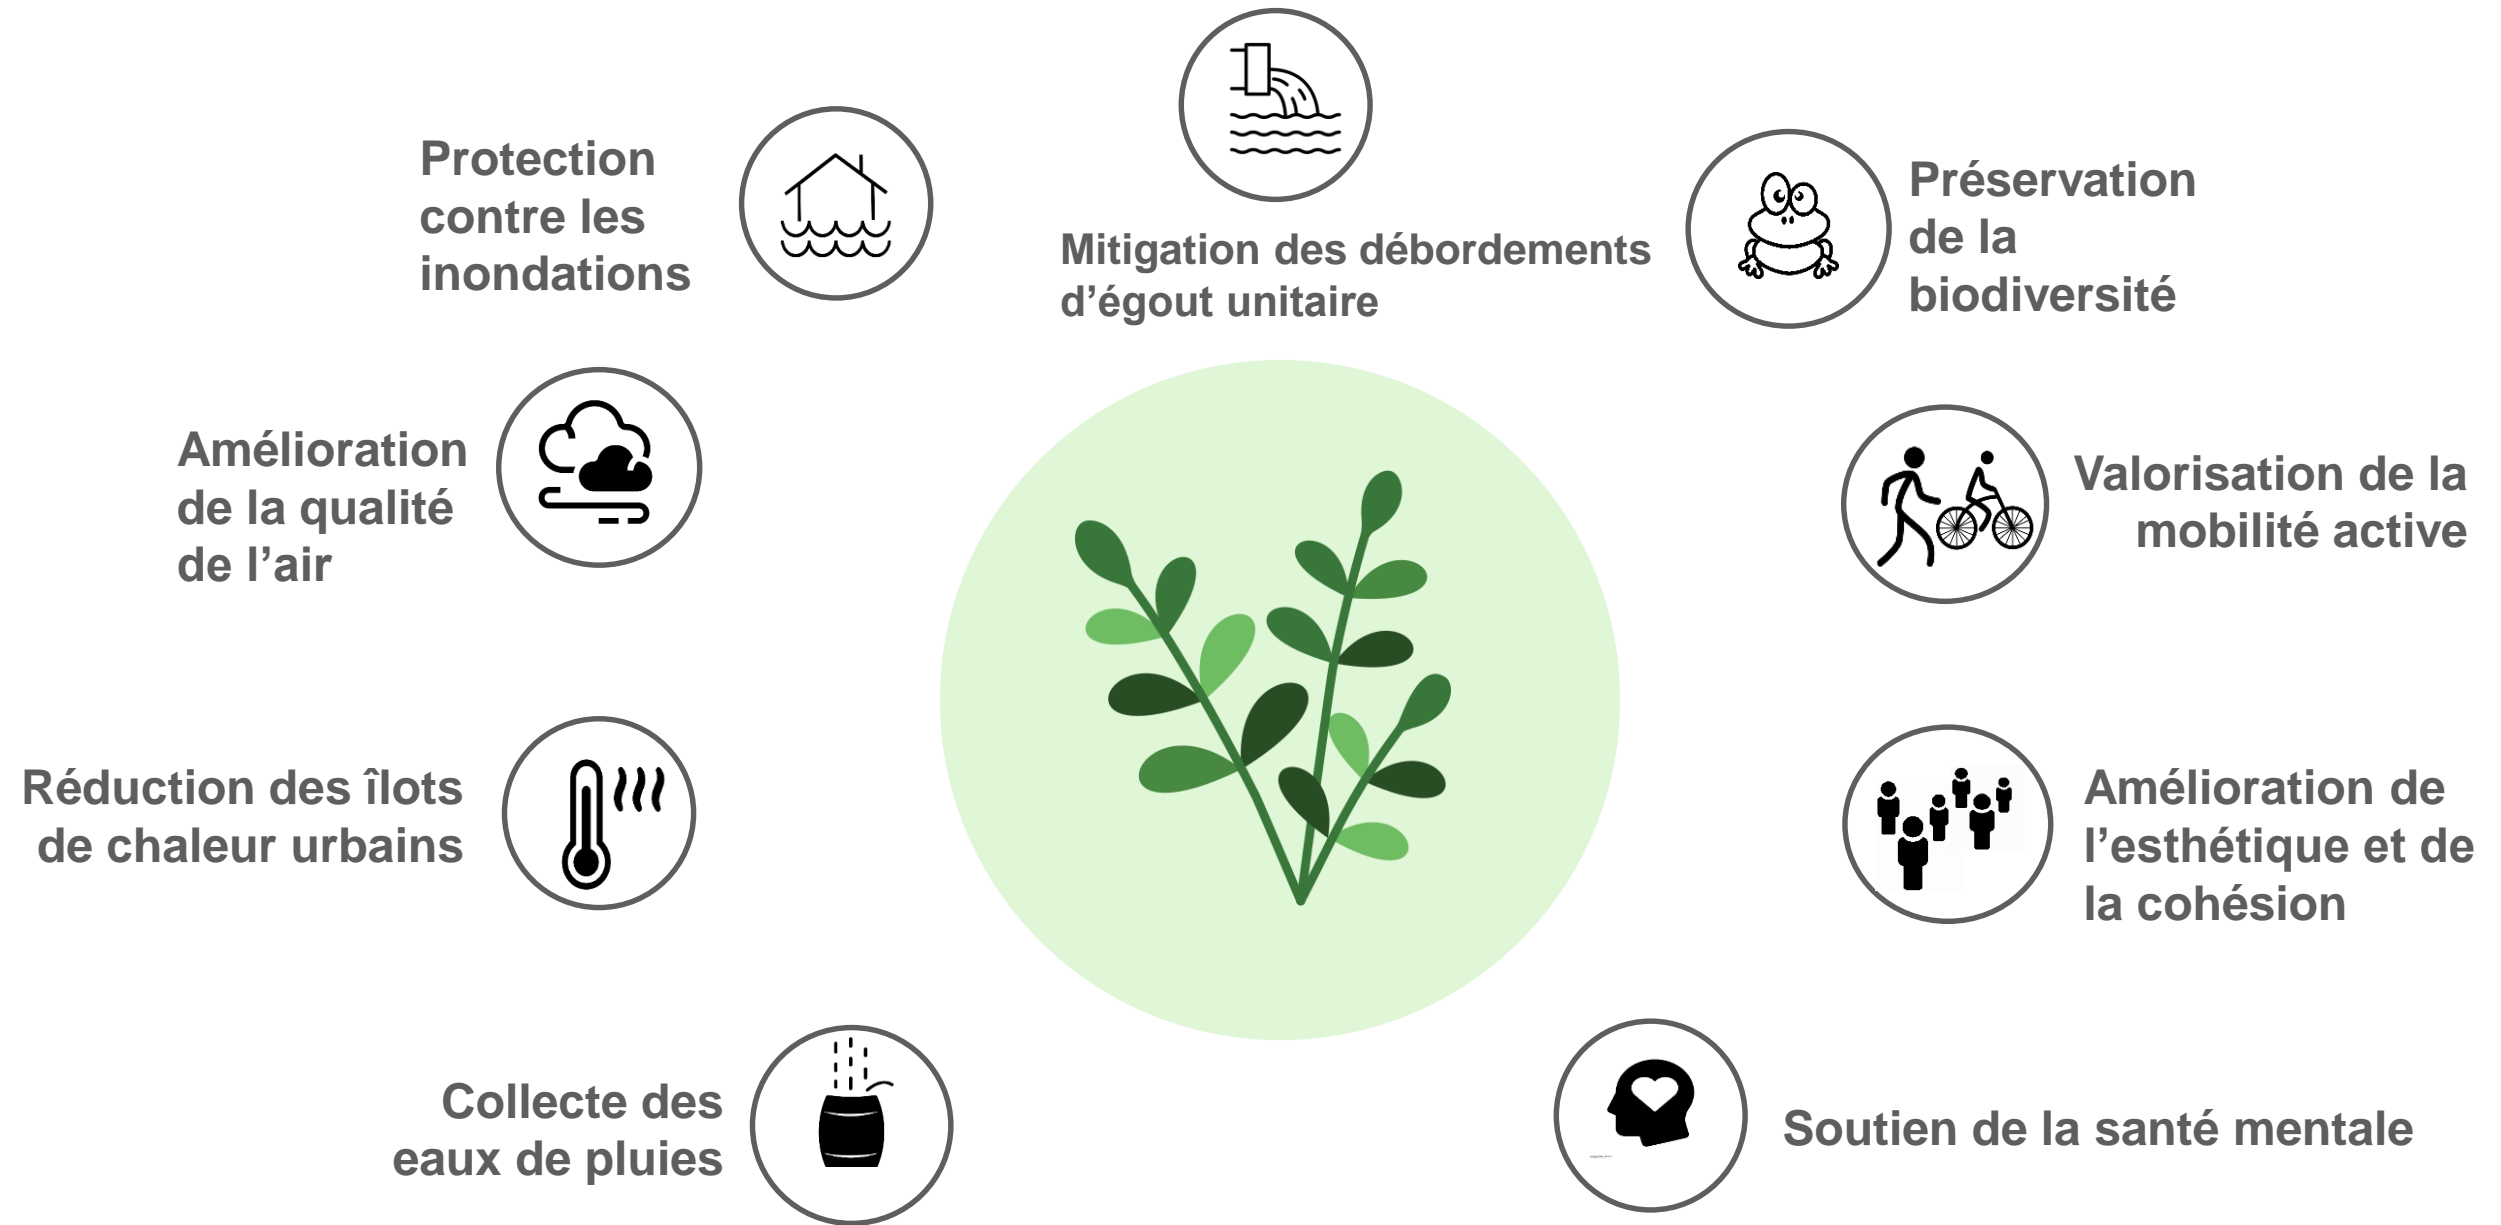 Protection
contre les
inondations
Mitigation des débordements
d’égout unitaire
Préservation
de la
biodiversité
Amélioration
de la qualité
de l’air
Valorisation de la
mobilité active
Réduction des îlots
de chaleur urbains
Amélioration de
l’esthétique et de
la cohésion
Collecte des
eaux de pluies
Soutien de la santé mentale